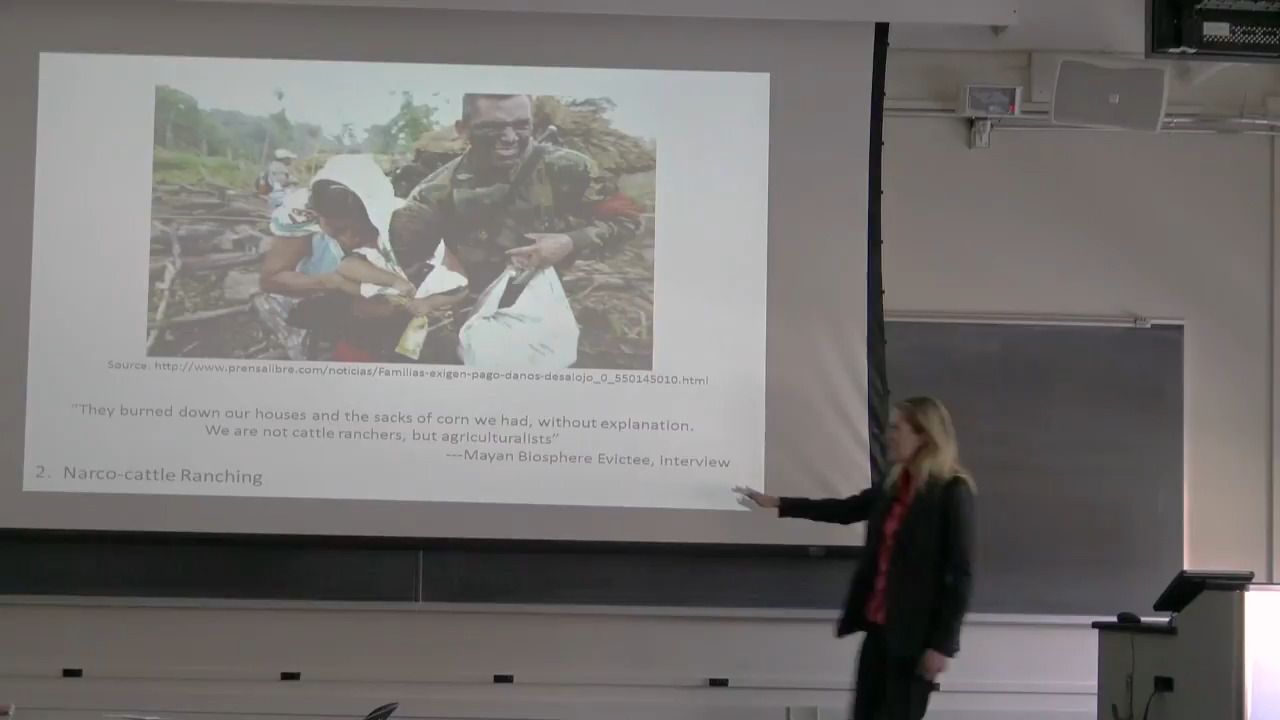 Source: http://www.prensalibre.com/noticias/Familias-exigen-pago-danos-desalojo_0_550145010.html
"They burned down our houses and the sacks of corn we had, without explanation.
We are not cattle ranchers, but agriculturalists"
---Mayan Biosphere Evictee, interview
2. Narco-cattle Ranching